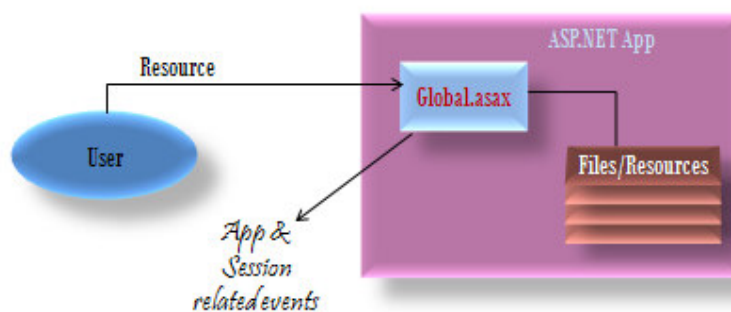 ASP.NET App
Resource
Global.asax
User
Files/Resources
App &
Session
related events